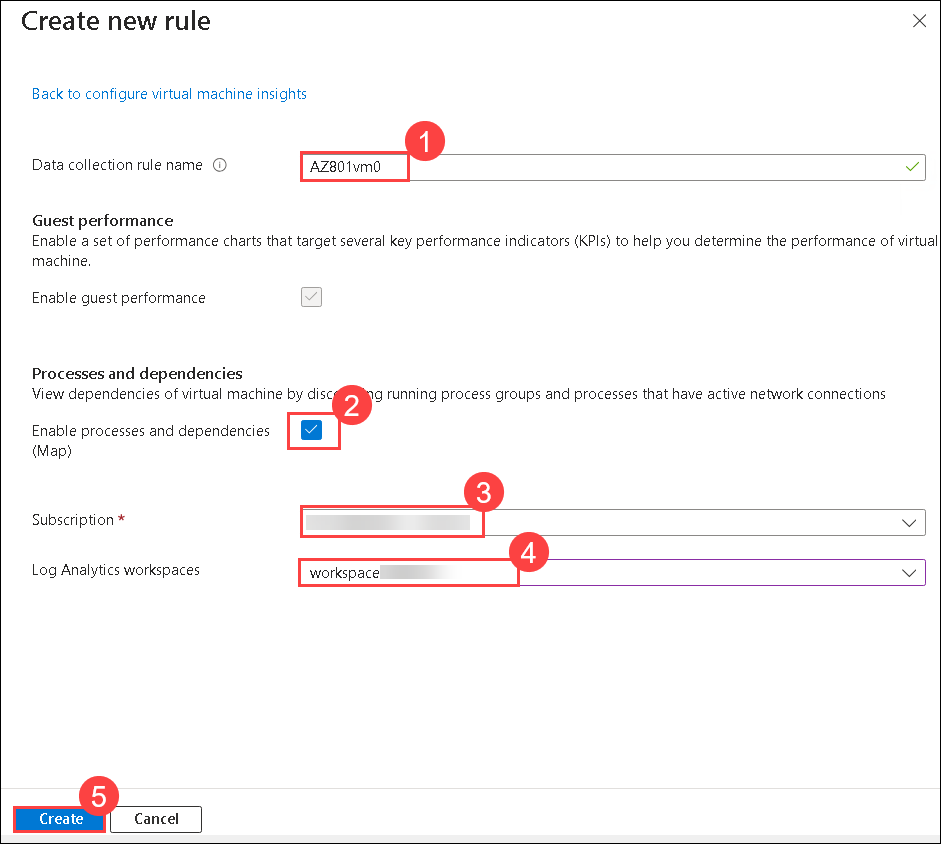 Create new rule
Back to configure virtual machine insights
1
Data collection rule name
AZ801vm0
Guest performance
Enable a set of performance charts that target several key performance indicators (KPIs) to help you determine the performance of virtual
machine.
Enable guest performance
Processes and dependencies
View dependencies of virtual machine by running process groups and processes that have active network connections
2
Enable processes and dependencies
(Map)
3
Subscription *
4
Log Analytics workspaces
workspace
5
Create Cancel